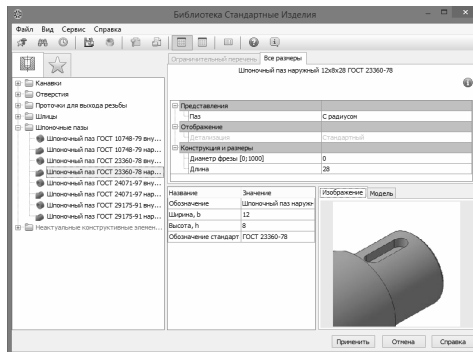 Библиотека Стандартные Изделия
Файл Вид Сервис Справка
Ограничительный перечень Все размеры
Шпоночный паз наружный 12x8x28 ГОСТ 23360-78
Канавки
Отверстия
Проточки для выхода резьбы
Шлицы
Шпоночные пазы
Шпоночный паз ГОСТ 10748-79 вну...
Шпоночный паз ГОСТ 10748-79 нар...
Шпоночный паз ГОСТ 23360-78 вну...
Шпоночный паз ГОСТ 23360-78 нар...
Шпоночный паз ГОСТ 24071-97 вну...
Шпоночный паз ГОСТ 24071-97 нар...
Шпоночный паз ГОСТ 29175-91 вну...
Шпоночный паз ГОСТ 29175-91 нар...
Неактуальные конструктивные элемен...
Представления
Паз С радиусом
Отображение
Детализация Стандартный
Конструкция и размеры
Диаметр фрезы [0;1000] 0
Длина 28
Название Значение
Обозначение Шпоночный паз наружн
Ширина, b 12
Высота, h 8
Обозначение стандарт ГОСТ 23360-78
Изображение Модель
Применить Отмена Справка